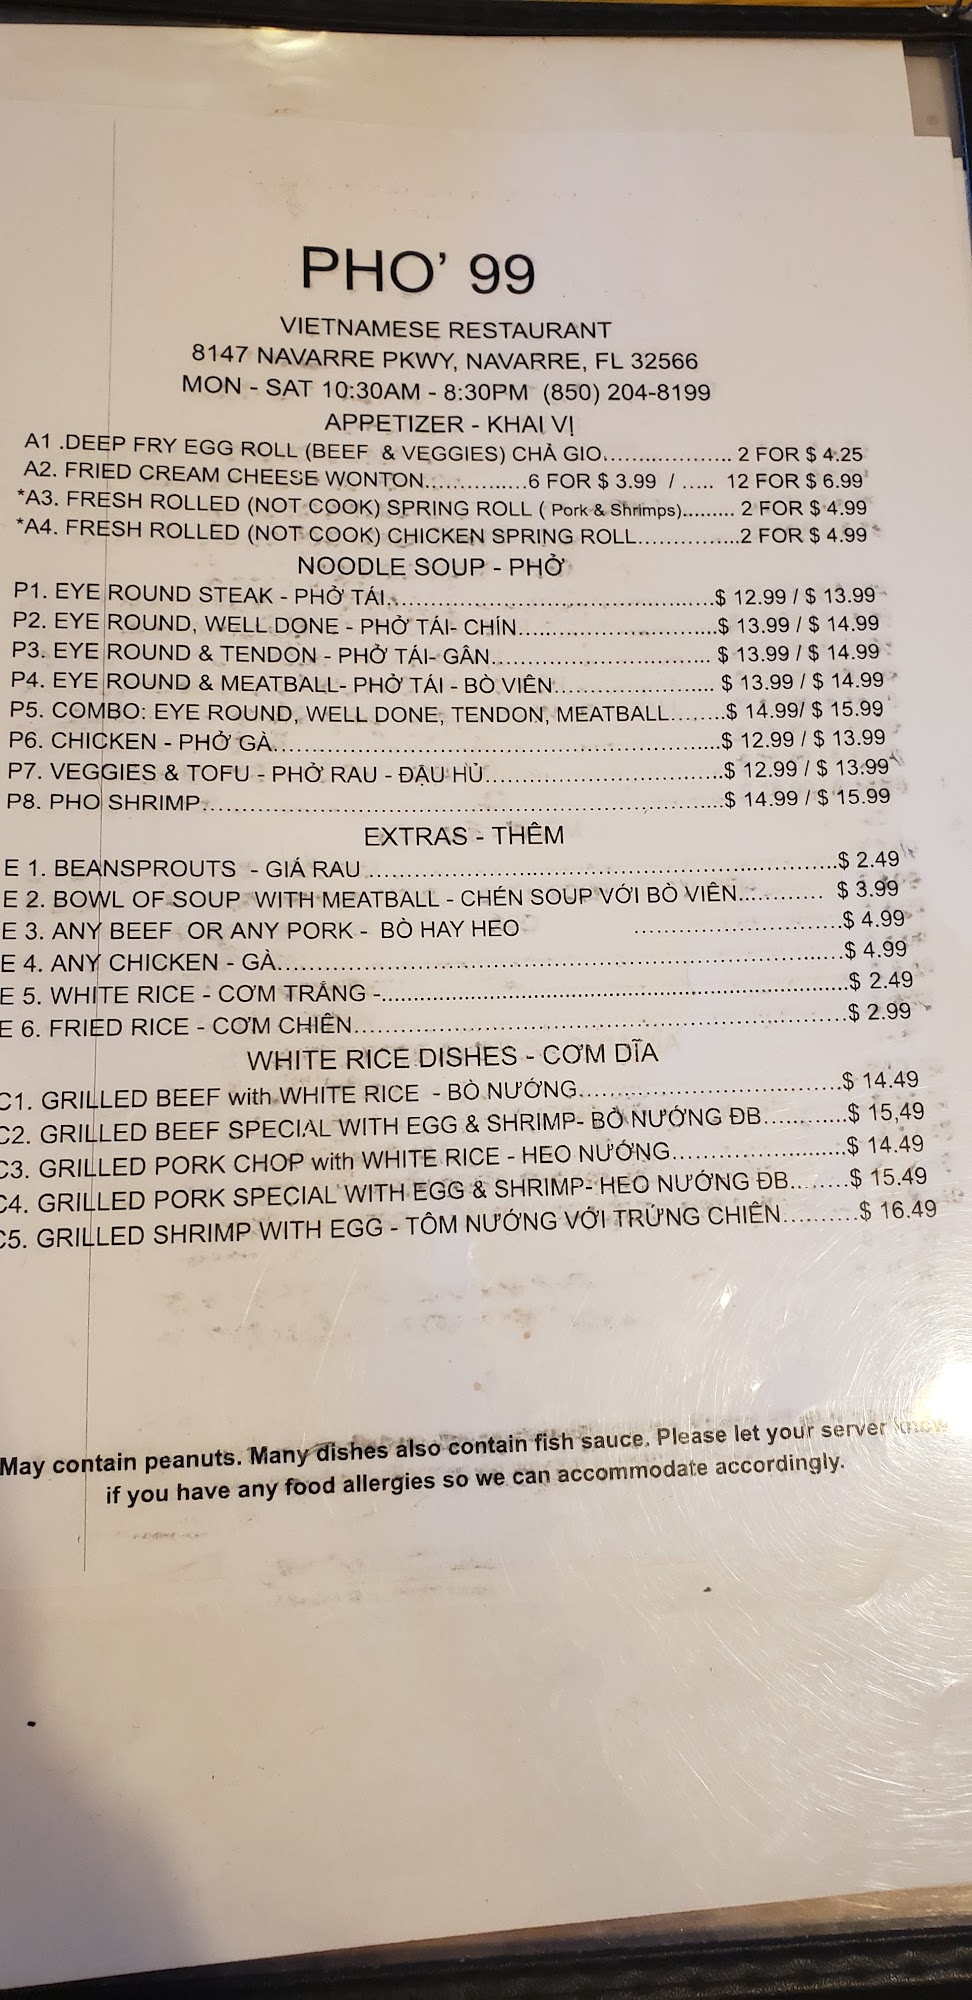 PHO’ 99
VIETNAMESE RESTAURANT
8147 NAVARRE PKWY, NAVARRE, FL 32566
MON - SAT 10:30AM - 8:30PM (850) 204-8199
APPETIZER - KHAI VỊ
A1 .DEEP FRY EGG ROLL (BEEF & VEGGIES) CHẢ GIO................... 2 FOR $ 4.25
A2. FRIED CREAM CHEESE WONTON...............6 FOR $ 3.99 / ..... 12 FOR $ 6.99
*A3. FRESH ROLLED (NOT COOK) SPRING ROLL ( Pork & Shrimps)......... 2 FOR $ 4.99
*A4. FRESH ROLLED (NOT COOK) CHICKEN SPRING ROLL...............2 FOR $ 4.99
NOODLE SOUP - PHỞ
P1. EYE ROUND STEAK - PHỞ TÁI................................................$ 12.99 / $ 13.99
P2. EYE ROUND, WELL DONE - PHỞ TÁI- CHÍN.............................$ 13.99 / $ 14.99
P3. EYE ROUND & TENDON - PHỞ TÁI- GÂN................................ $ 13.99 / $ 14.99
P4. EYE ROUND & MEATBALL- PHỞ TÁI - BÒ VIÊN....................... $ 13.99 / $ 14.99
P5. COMBO: EYE ROUND, WELL DONE, TENDON, MEATBALL........$ 14.99/ $ 15.99
P6. CHICKEN - PHỞ GÀ................................................................$ 12.99 / $ 13.99
P7. VEGGIES & TOFU - PHỞ RAU - ĐẬU HỦ..................................$ 12.99 / $ 13.99
P8. PHO SHRIMP..........................................................................$ 14.99 / $ 15.99
EXTRAS - THÊM
E 1. BEANSPROUTS - GIÁ RAU ....................................................................$ 2.49
E 2. BOWL OF SOUP WITH MEATBALL - CHÉN SOUP VỚI BÒ VIÊN............ $ 3.99
E 3. ANY BEEF OR ANY PORK - BÒ HAY HEO ..............................$ 4.99
E 4. ANY CHICKEN - GÀ.................................................................................$ 4.99
E 5. WHITE RICE - CƠM TRẮNG -...................................................................$ 2.49
E 6. FRIED RICE - CƠM CHIÊN.......................................................................$ 2.99
WHITE RICE DISHES - CƠM DĨA
C1. GRILLED BEEF with WHITE RICE - BÒ NƯỚNG.....................................$ 14.49
C2. GRILLED BEEF SPECIAL WITH EGG & SHRIMP- BÒ NƯỚNG ĐB............$ 15,49
C3. GRILLED PORK CHOP with WHITE RICE - HEO NƯỚNG........................$ 14.49
C4. GRILLED PORK SPECIAL WITH EGG & SHRIMP- HEO NƯỚNG ĐB........$ 15.49
C5. GRILLED SHRIMP WITH EGG - TÔM NƯỚNG VỚI TRỨNG CHIÊN..........$ 16.49
May contain peanuts. Many dishes also contain fish sauce. Please let your server know
if you have any food allergies so we can accommodate accordingly.